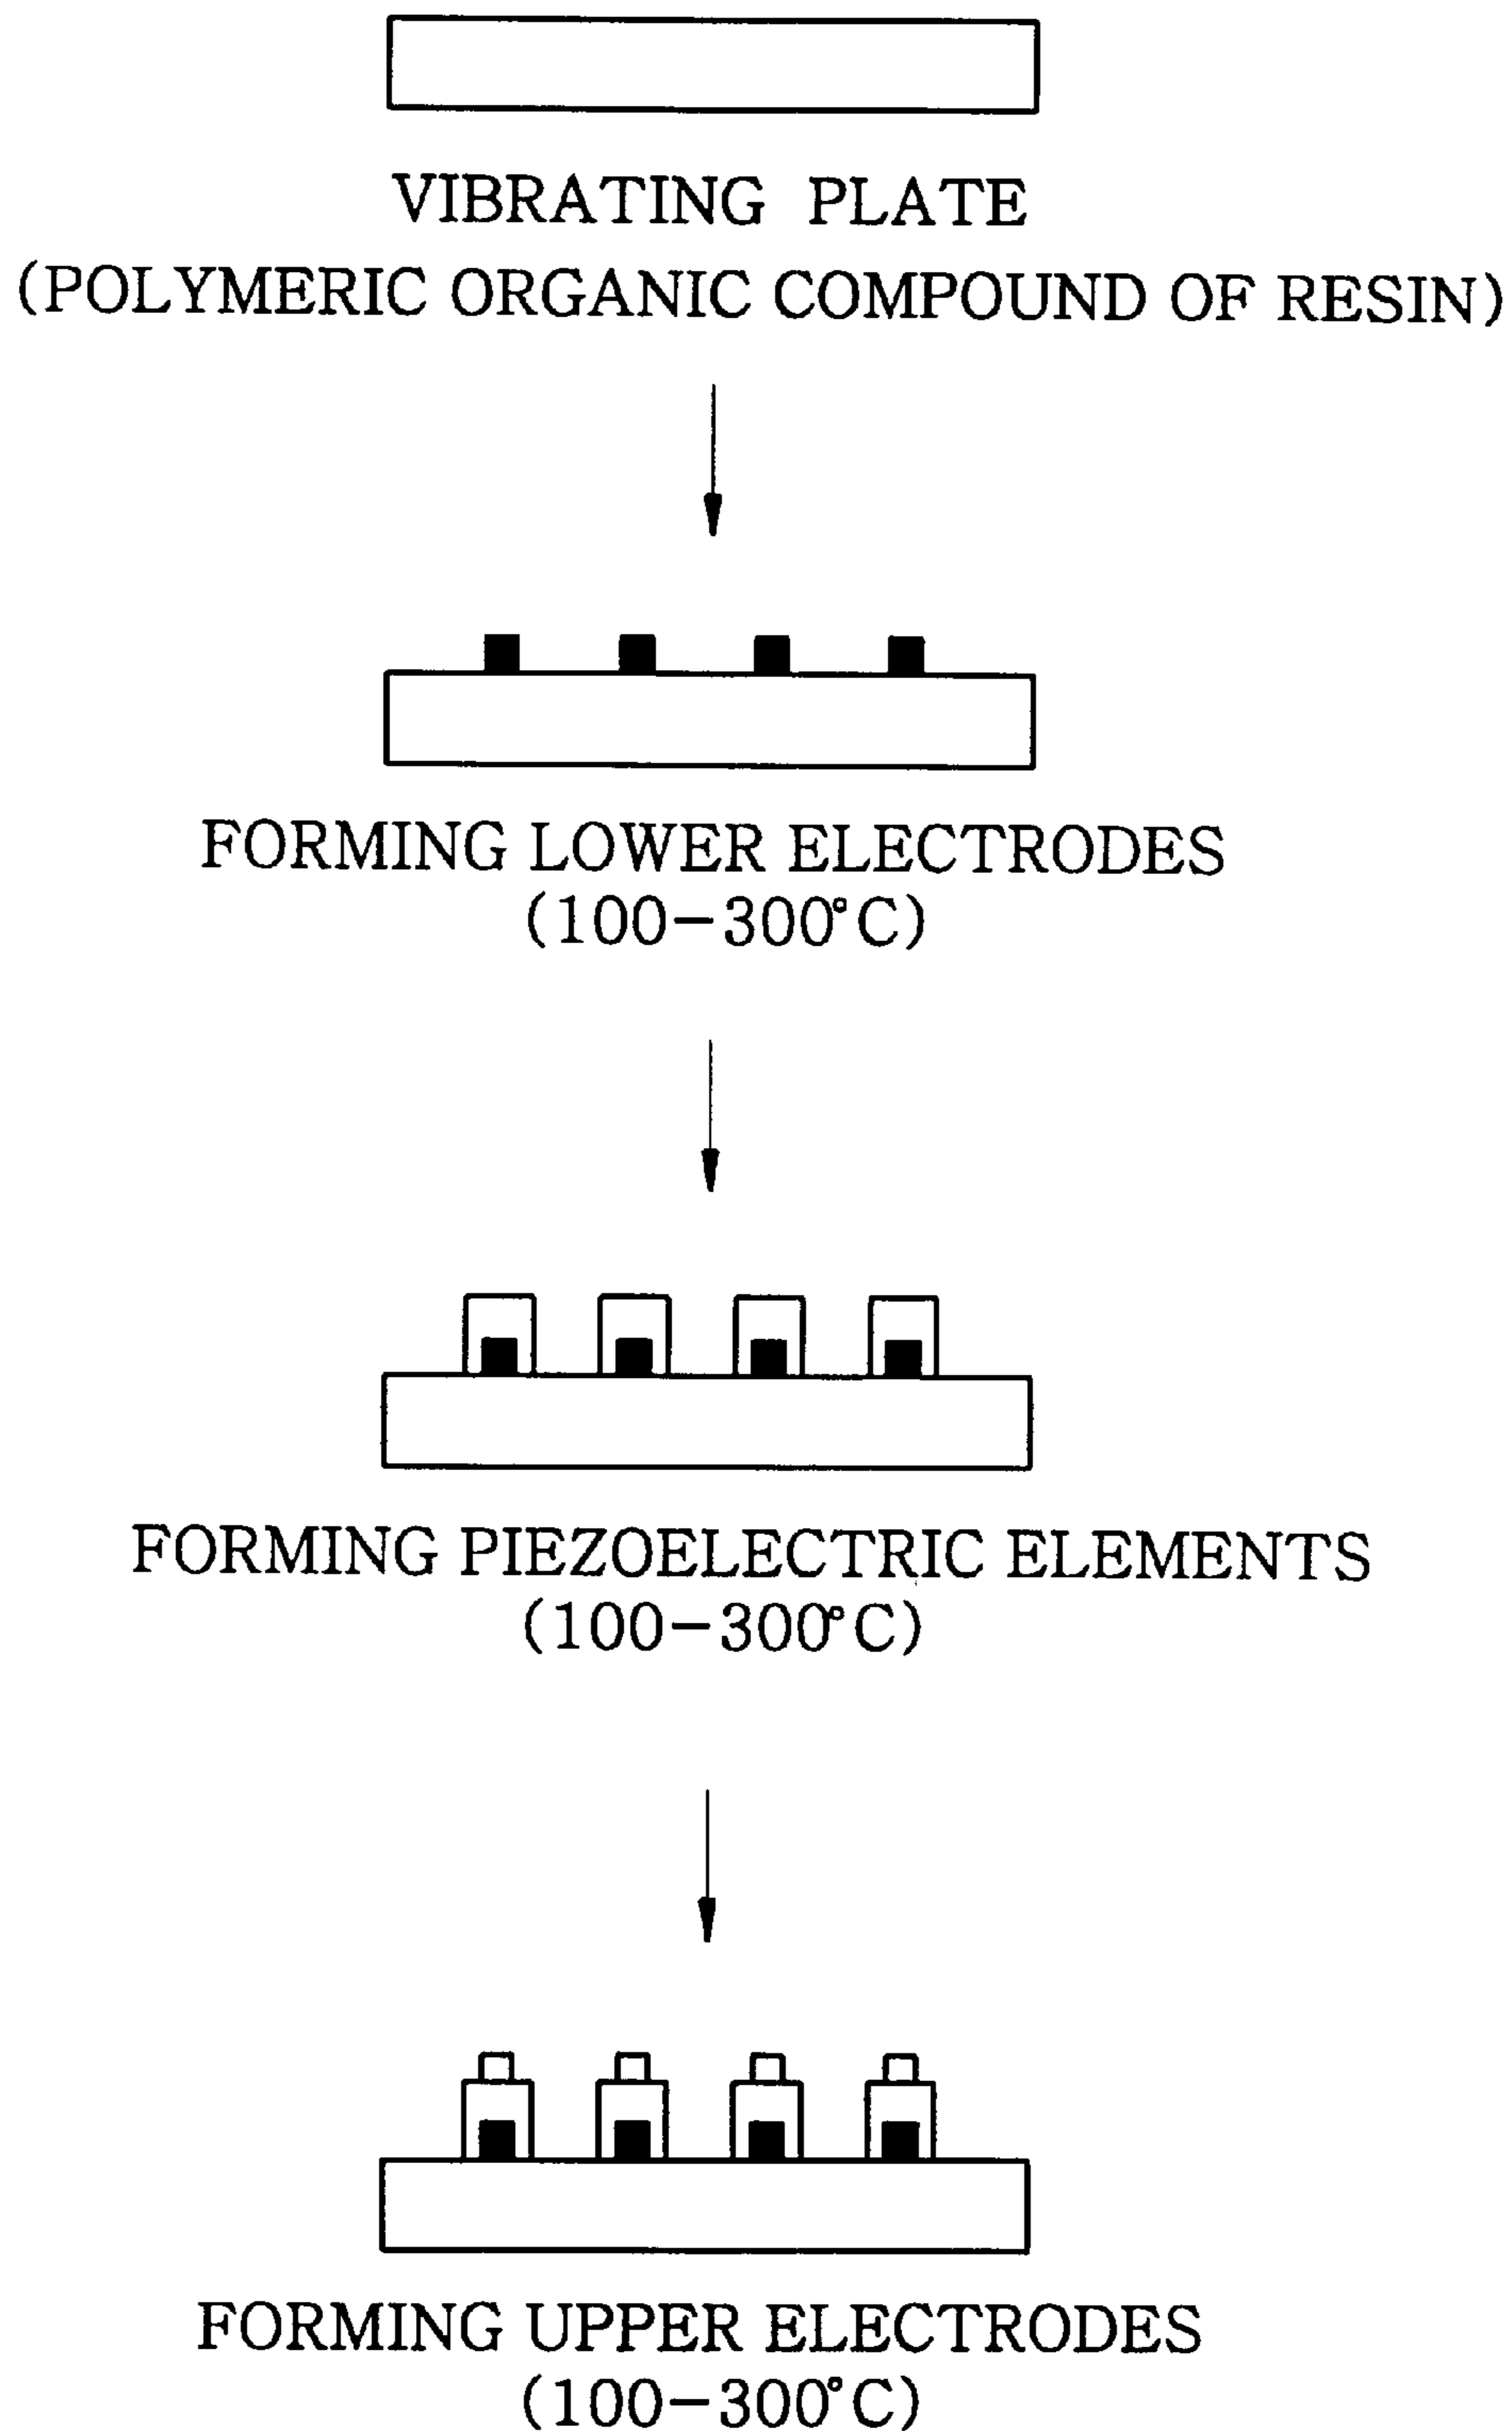 VIBRATING PLATE
(POLYMERIC ORGANIC COMPOUND OF RESIN)
FORMING LOWER ELECTRODES
(100-300°C)
FORMING PIEZOELECTRIC ELEMENTS
(100-300°C)
FORMING UPPER ELECTRODES
(100-300°C)